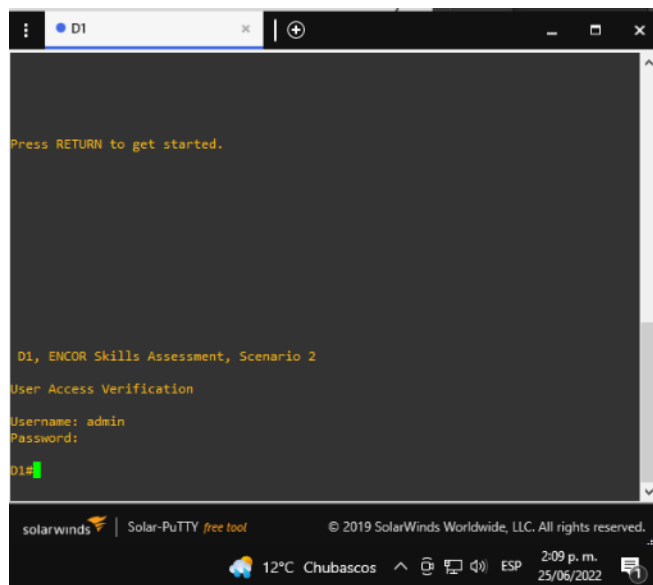 D1
Press RETURN to get started.
D1, ENCOR Skills Assessment, Scenario 2
User Access Verification
Username: admin
Password:
D1#
solarwinds | Solar-PuTTY free tool © 2019 SolarWinds Worldwide, LLC. All rights reserved.
12°C Chubascos ESP 2:09 p. m.
25/06/2022
1